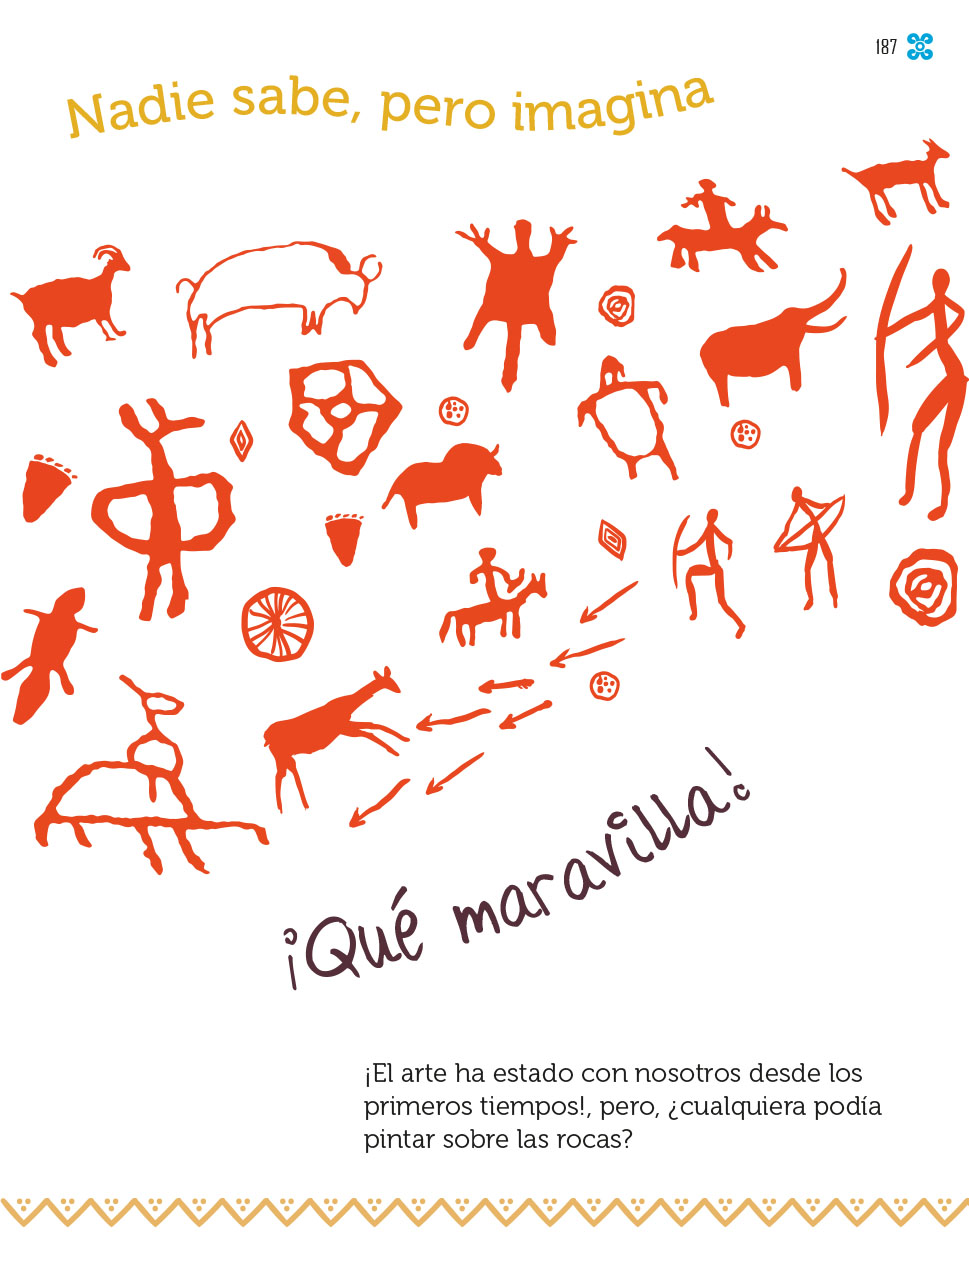 187
Nadie sabe, pero imagina
¡Qué maravilla!
¡El arte ha estado con nosotros desde los
primeros tiempos!, pero, ¿cualquiera podía
pintar sobre las rocas?